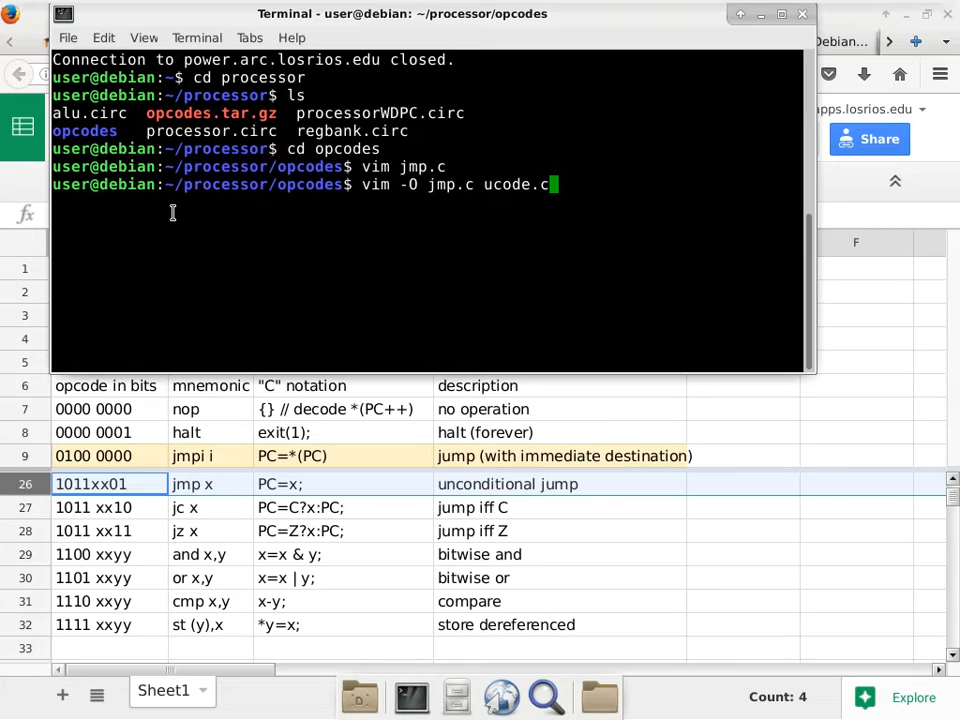 Terminal - user@debian: ~/processor/opcodes
File Edit View Terminal Tabs Help
Debian...
Connection to power.arc.losrios.edu closed.
user@debian:~$ cd processor
user@debian:~/processor$ ls
alu.circ opcodes.tar.gz processorWDPC.circ
opcodes processor.circ regbank.circ
user@debian:~/processor$ cd opcodes
user@debian:~/processor/opcodes$ vim jmp.c
user@debian:~/processor/opcodes$ vim -O jmp.c ucode.c
apps.losrios.edu
Share
fx
F
1
2
3
4
5
6 opcode in bits mnemonic "C" notation description
7 0000 0000 nop {} // decode *(PC++) no operation
8 0000 0001 halt exit(1); halt (forever)
9 0100 0000 jmpi i PC=*(PC) jump (with immediate destination)
26 1011xx01 jmp x PC=x; unconditional jump
27 1011 xx10 jc x PC=C?x:PC; jump iff C
28 1011 xx11 jz x PC=Z?x:PC; jump iff Z
29 1100 xxyy and x,y x=x & y; bitwise and
30 1101 xxyy or x,y x=x | y; bitwise or
31 1110 xxyy cmp x,y x-y; compare
32 1111 xxyy st (y),x *y=x; store dereferenced
33
Sheet1
Count: 4
Explore